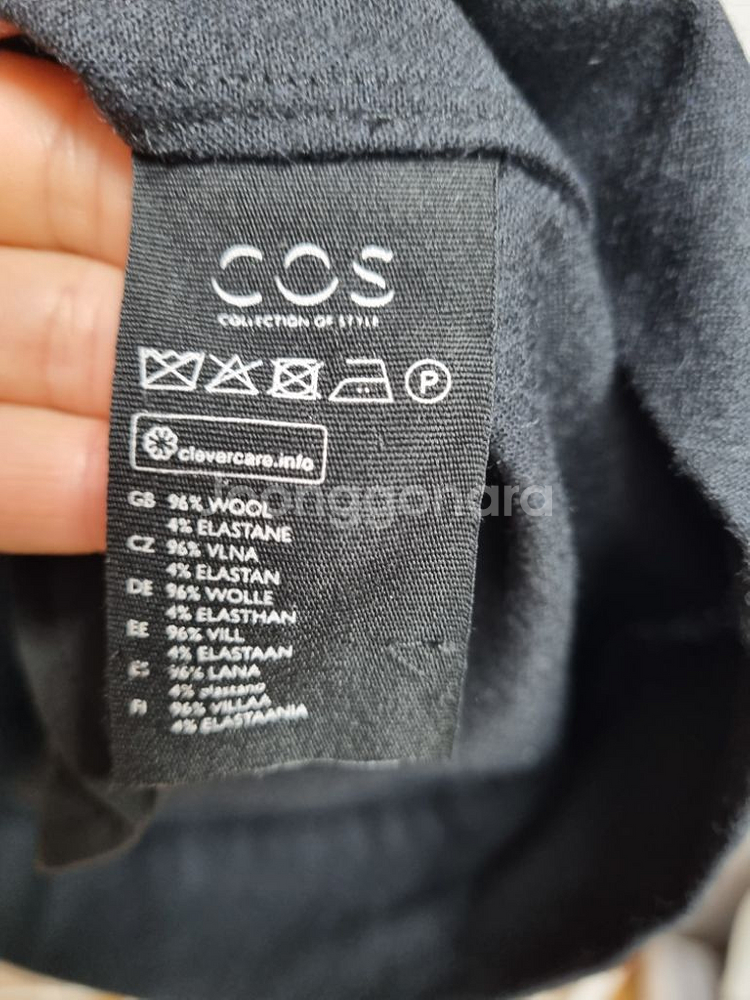 COS
COLLECTION OF STYLE
P
clevercare.info
joonggonara
GB 96% WOOL
4% ELASTANE
CZ 96% VLNA
4% ELASTAN
DE 96% WOLLE
4% ELASTHAN
EE 96% VILL
4% ELASTAAN
96% LANA
4% elastano
FI 96% VILLAA
4% ELASTAANIA